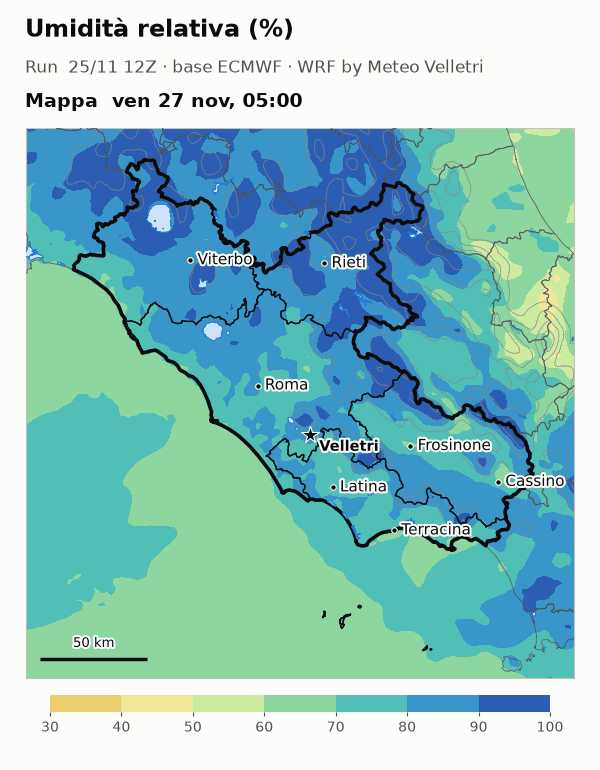 Umidità relativa (%)
Run 25/11 12Z · base ECMWF · WRF by Meteo Velletri
Mappa ven 27 nov, 05:00
Viterbo
Rieti
Roma
Velletri
Frosinone
Cassino
Latina
Terracina
50 km
30 40 50 60 70 80 90 100